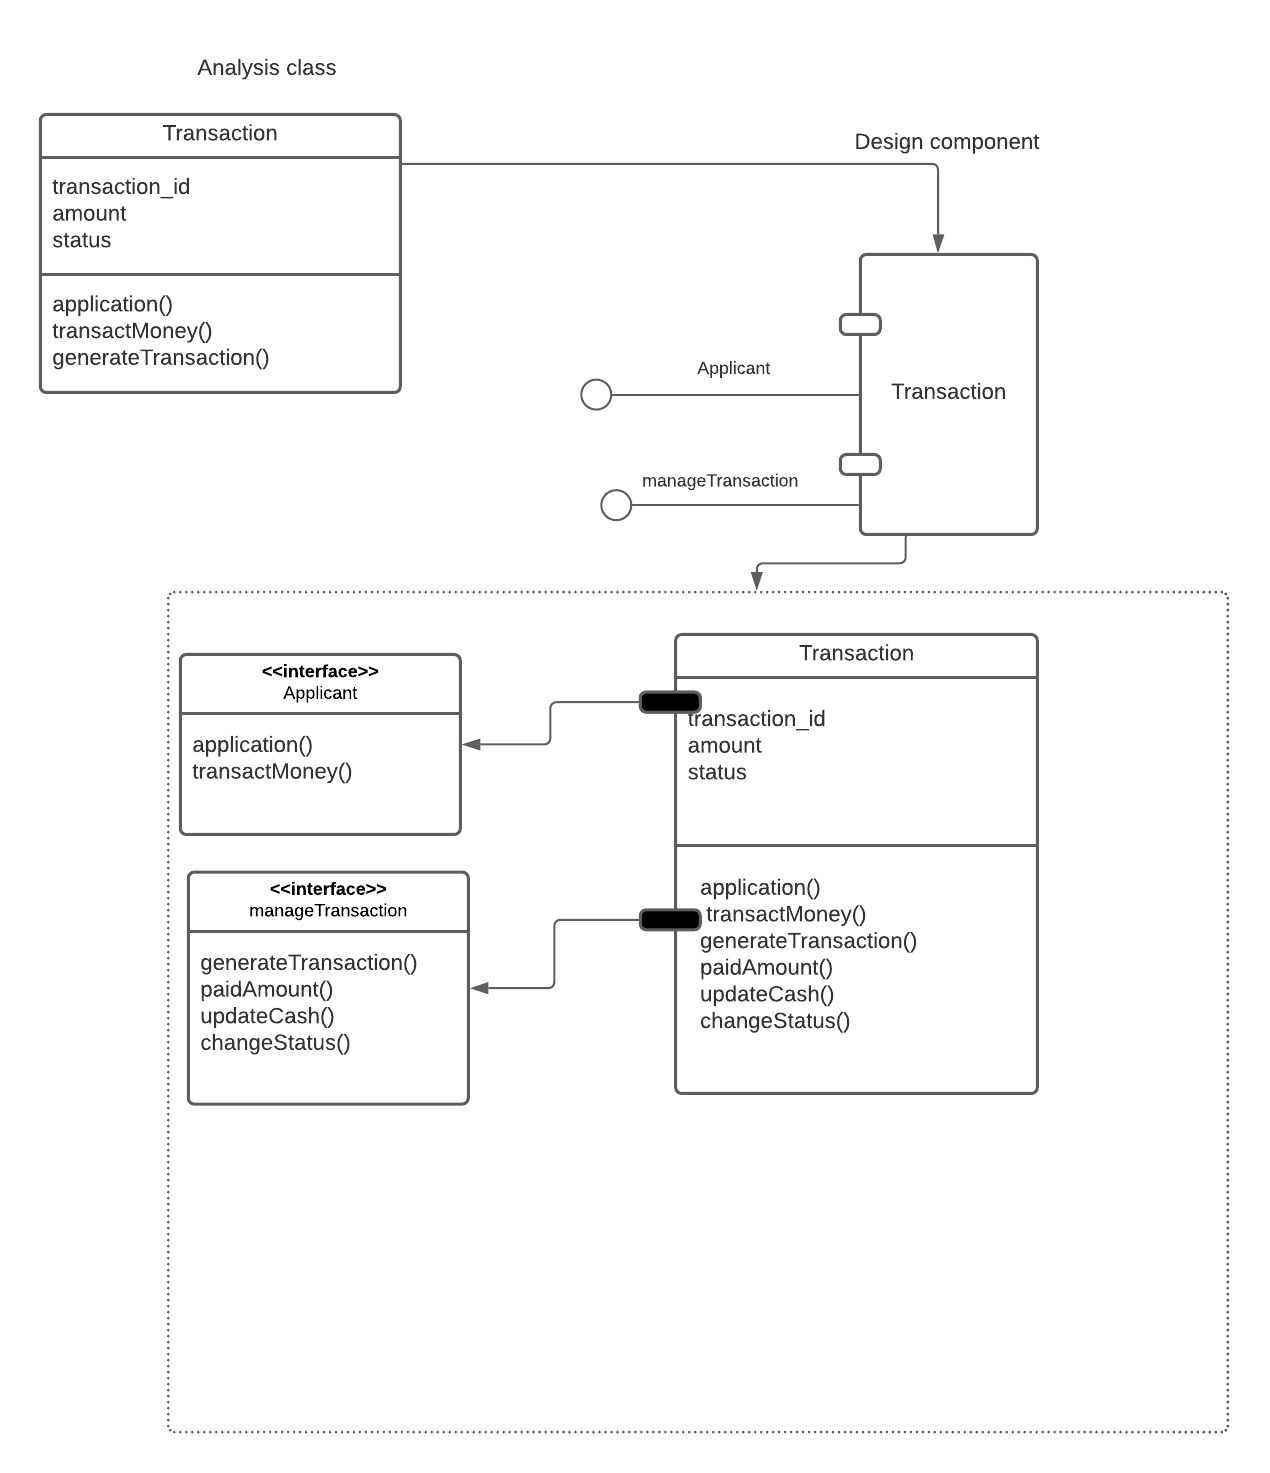 Analysis class
Transaction
transaction_id
amount
status
application()
transactMoney()
generateTransaction()
Design component
Transaction
Applicant
manageTransaction
<<interface>>
Applicant
application()
transactMoney()
<<interface>>
manageTransaction
generateTransaction()
paidAmount()
updateCash()
changeStatus()
Transaction
transaction_id
amount
status
application()
transactMoney()
generateTransaction()
paidAmount()
updateCash()
changeStatus()